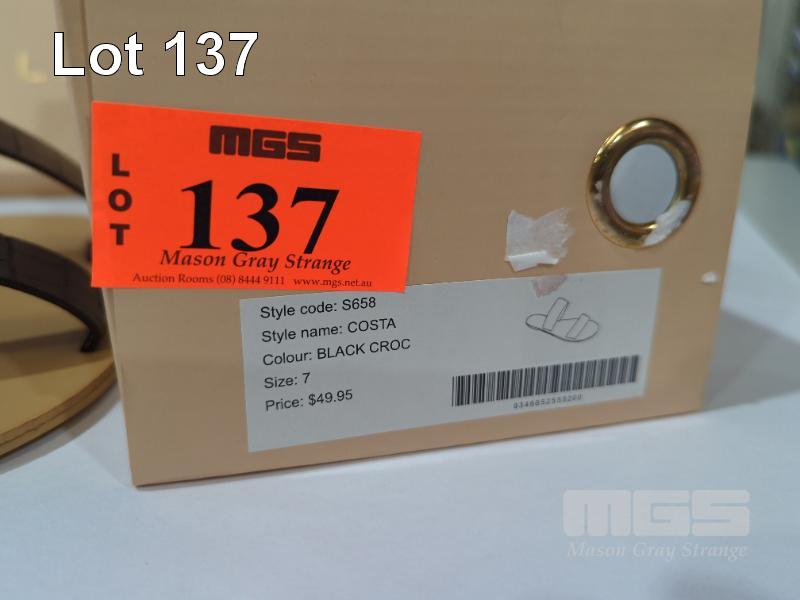 Lot 137
MGS
LOT
137
Mason Gray Strange
Auction Rooms (08) 8444 9111 www.mgs.net.au
Style code: S658
Style name: COSTA
Colour: BLACK CROC
Size: 7
Price: $49.95
MGS
Mason Gray Strange